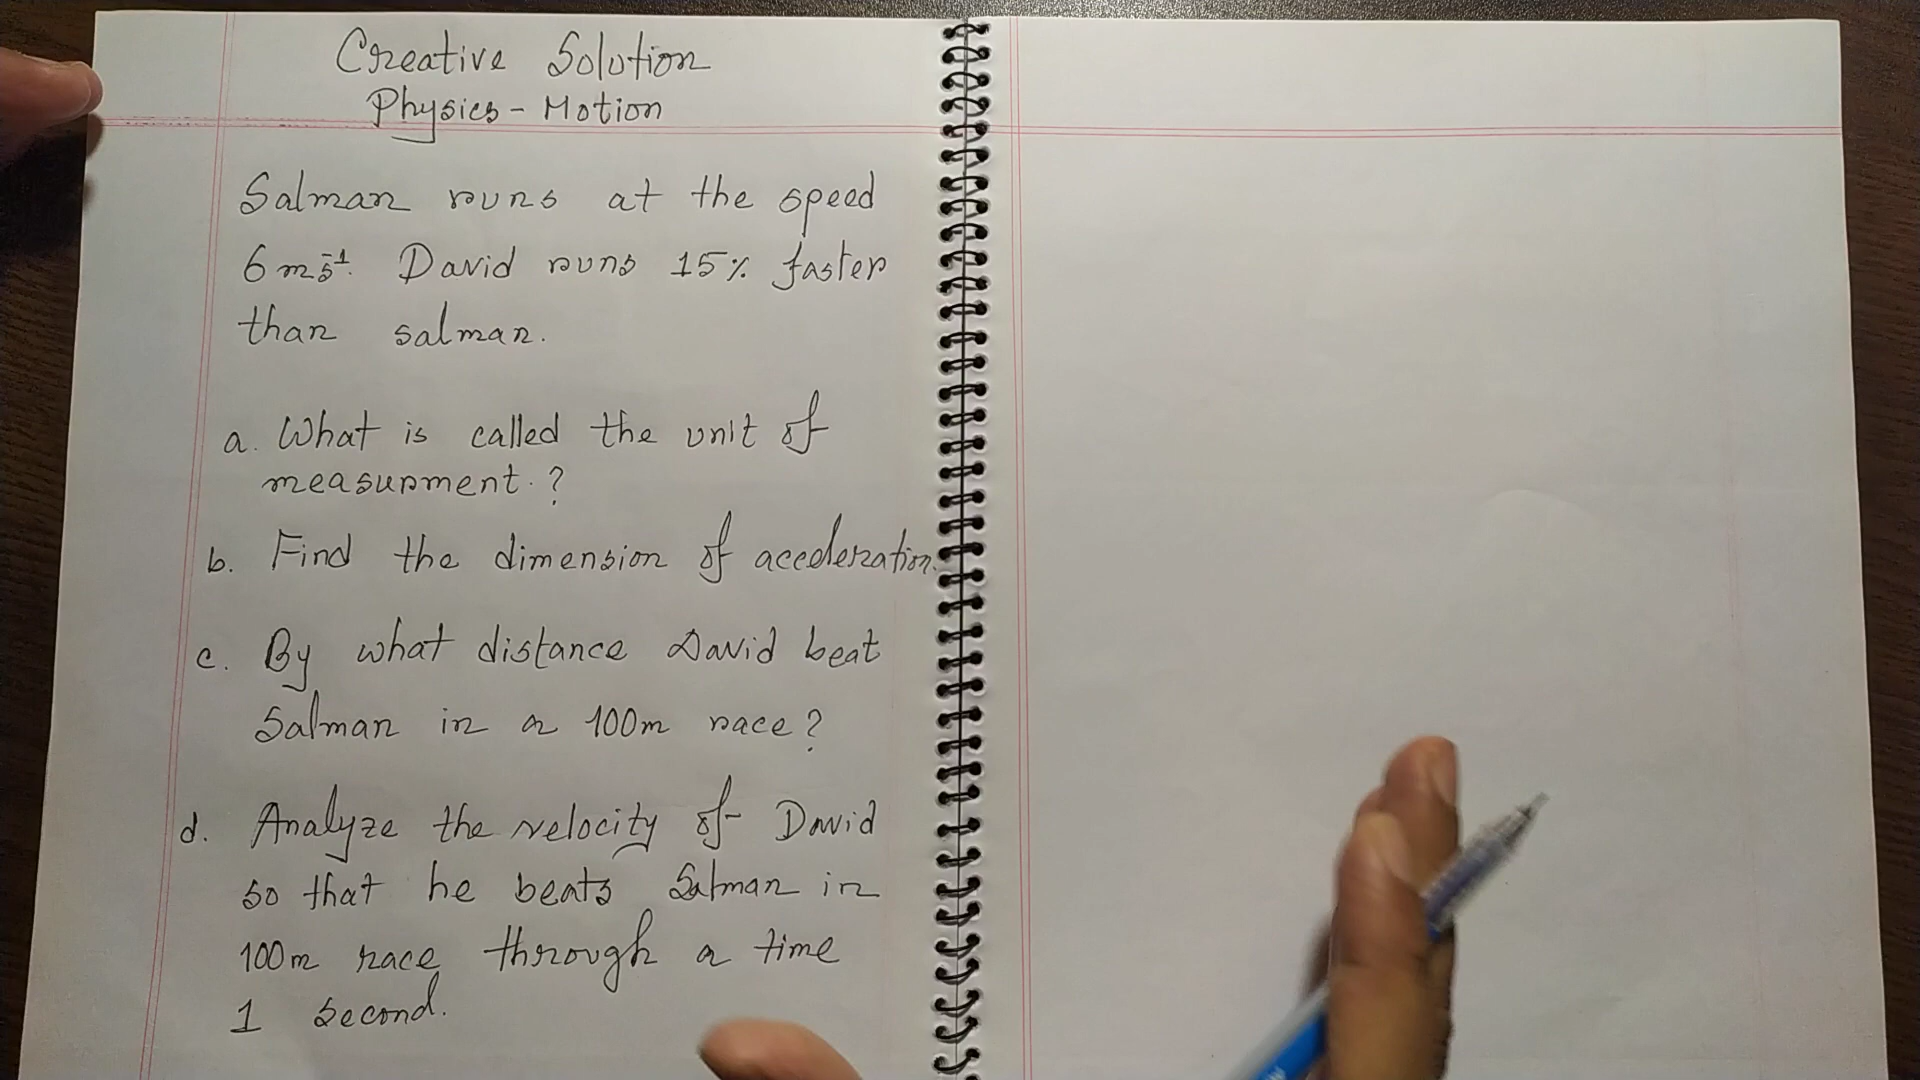 Creative Solution
Physics - Motion
Salman runs at the speed
6 ms⁻¹. David runs 15% faster
than salman.
a. What is called the unit of
measurment. ?
b. Find the dimension of acceleration.
c. By what distance David beat
Salman in a 100m race?
d. Analyze the velocity of David
so that he beats Salman in
100m race through a time
1 second.